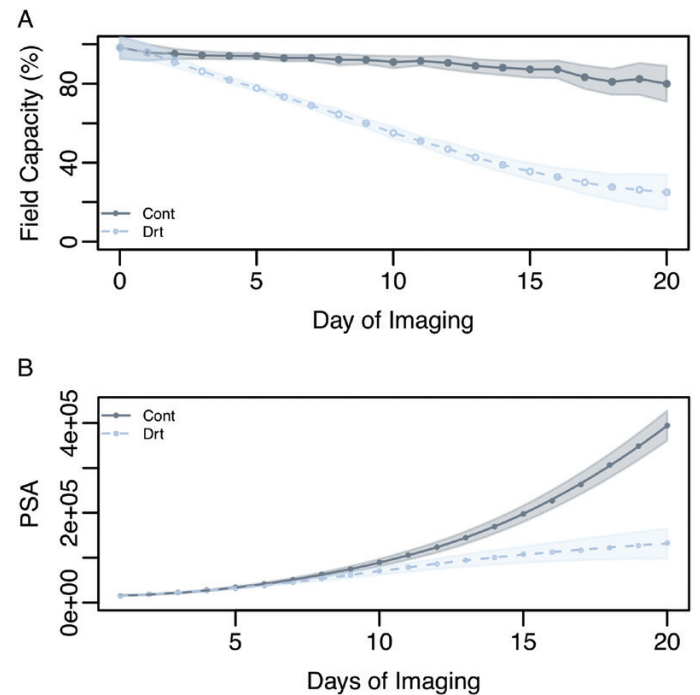 A
Field Capacity (%)
80
40
0
Cont
Drt
0 5 10 15 20
Day of Imaging
B
PSA
4e+05
2e+05
0e+00
Cont
Drt
5 10 15 20
Days of Imaging